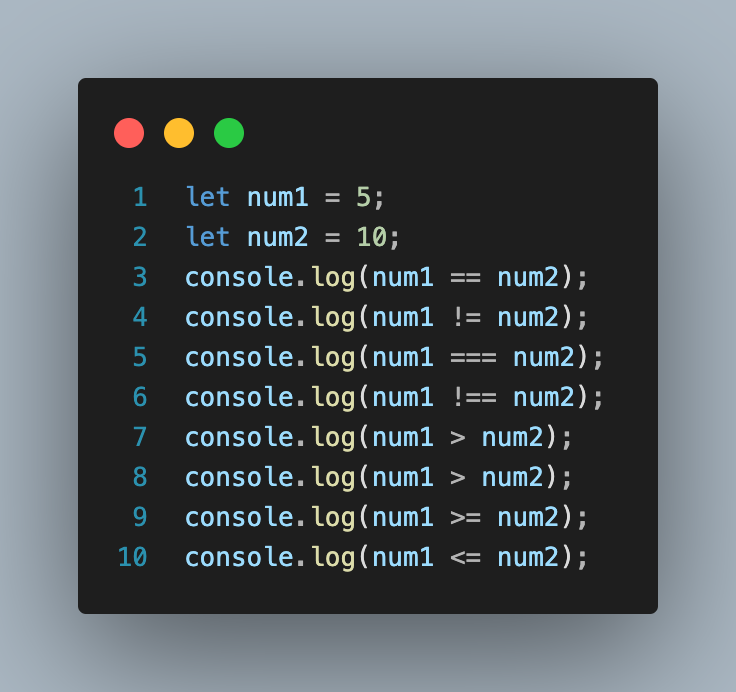 1 let num1 = 5;
2 let num2 = 10;
3 console.log(num1 == num2);
4 console.log(num1 != num2);
5 console.log(num1 === num2);
6 console.log(num1 !== num2);
7 console.log(num1 > num2);
8 console.log(num1 > num2);
9 console.log(num1 >= num2);
10 console.log(num1 <= num2);